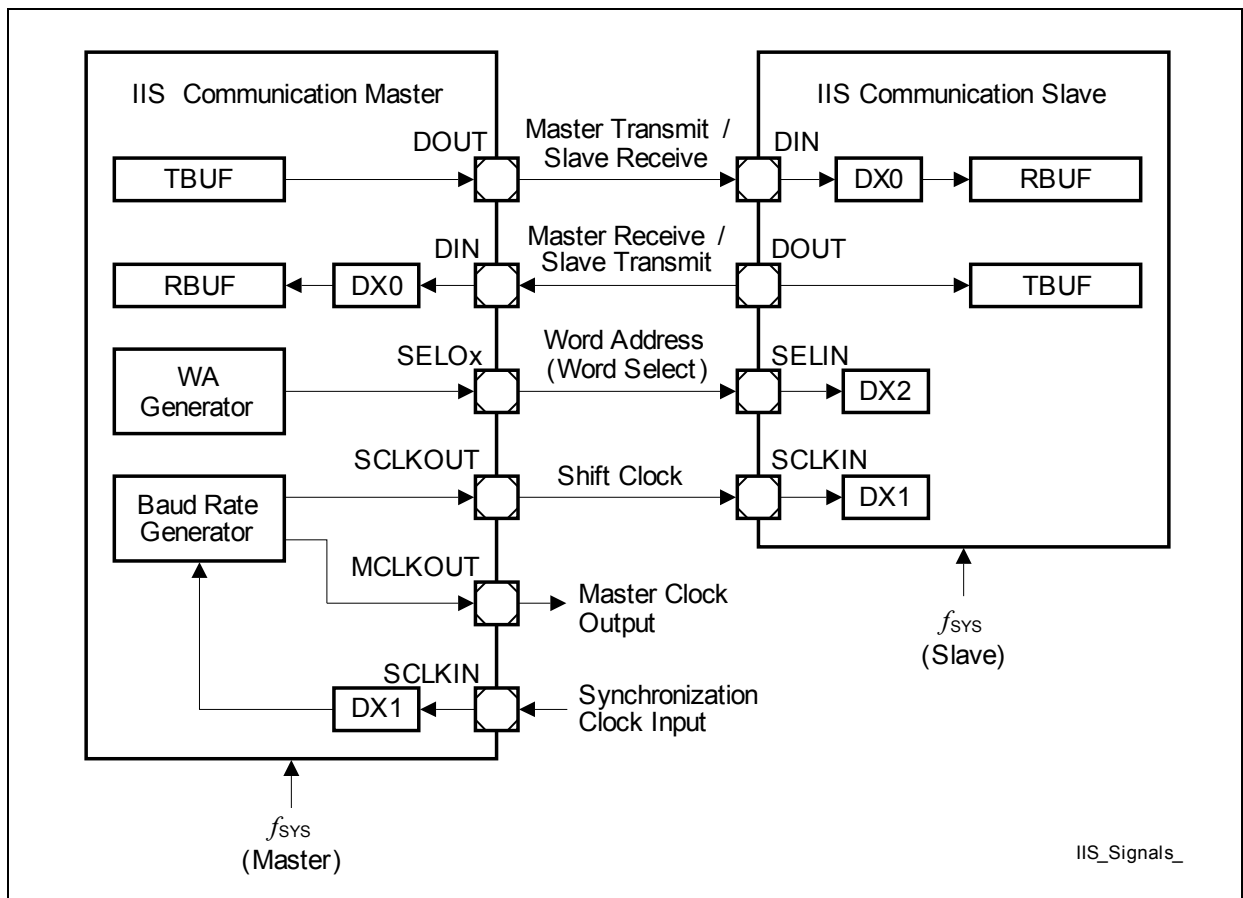 IIS Communication Master
IIS Communication Slave
DOUT
Master Transmit /
Slave Receive
DIN
TBUF
DX0
RBUF
DIN
Master Receive /
Slave Transmit
DOUT
RBUF
DX0
TBUF
SELOx
Word Address
(Word Select)
SELIN
WA
Generator
DX2
SCLKOUT
Shift Clock
SCLKIN
Baud Rate
Generator
DX1
MCLKOUT
Master Clock
Output
fSYS
(Slave)
SCLKIN
DX1
Synchronization
Clock Input
fSYS
(Master)
IIS_Signals_